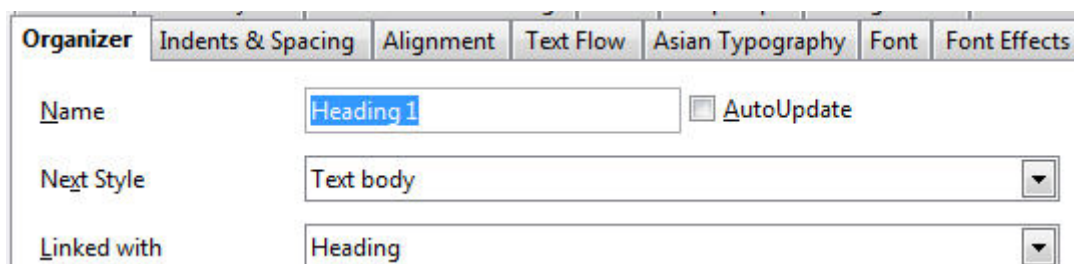 Organizer Indents & Spacing Alignment Text Flow Asian Typography Font Font Effects
Name Heading 1 AutoUpdate
Next Style Text body
Linked with Heading